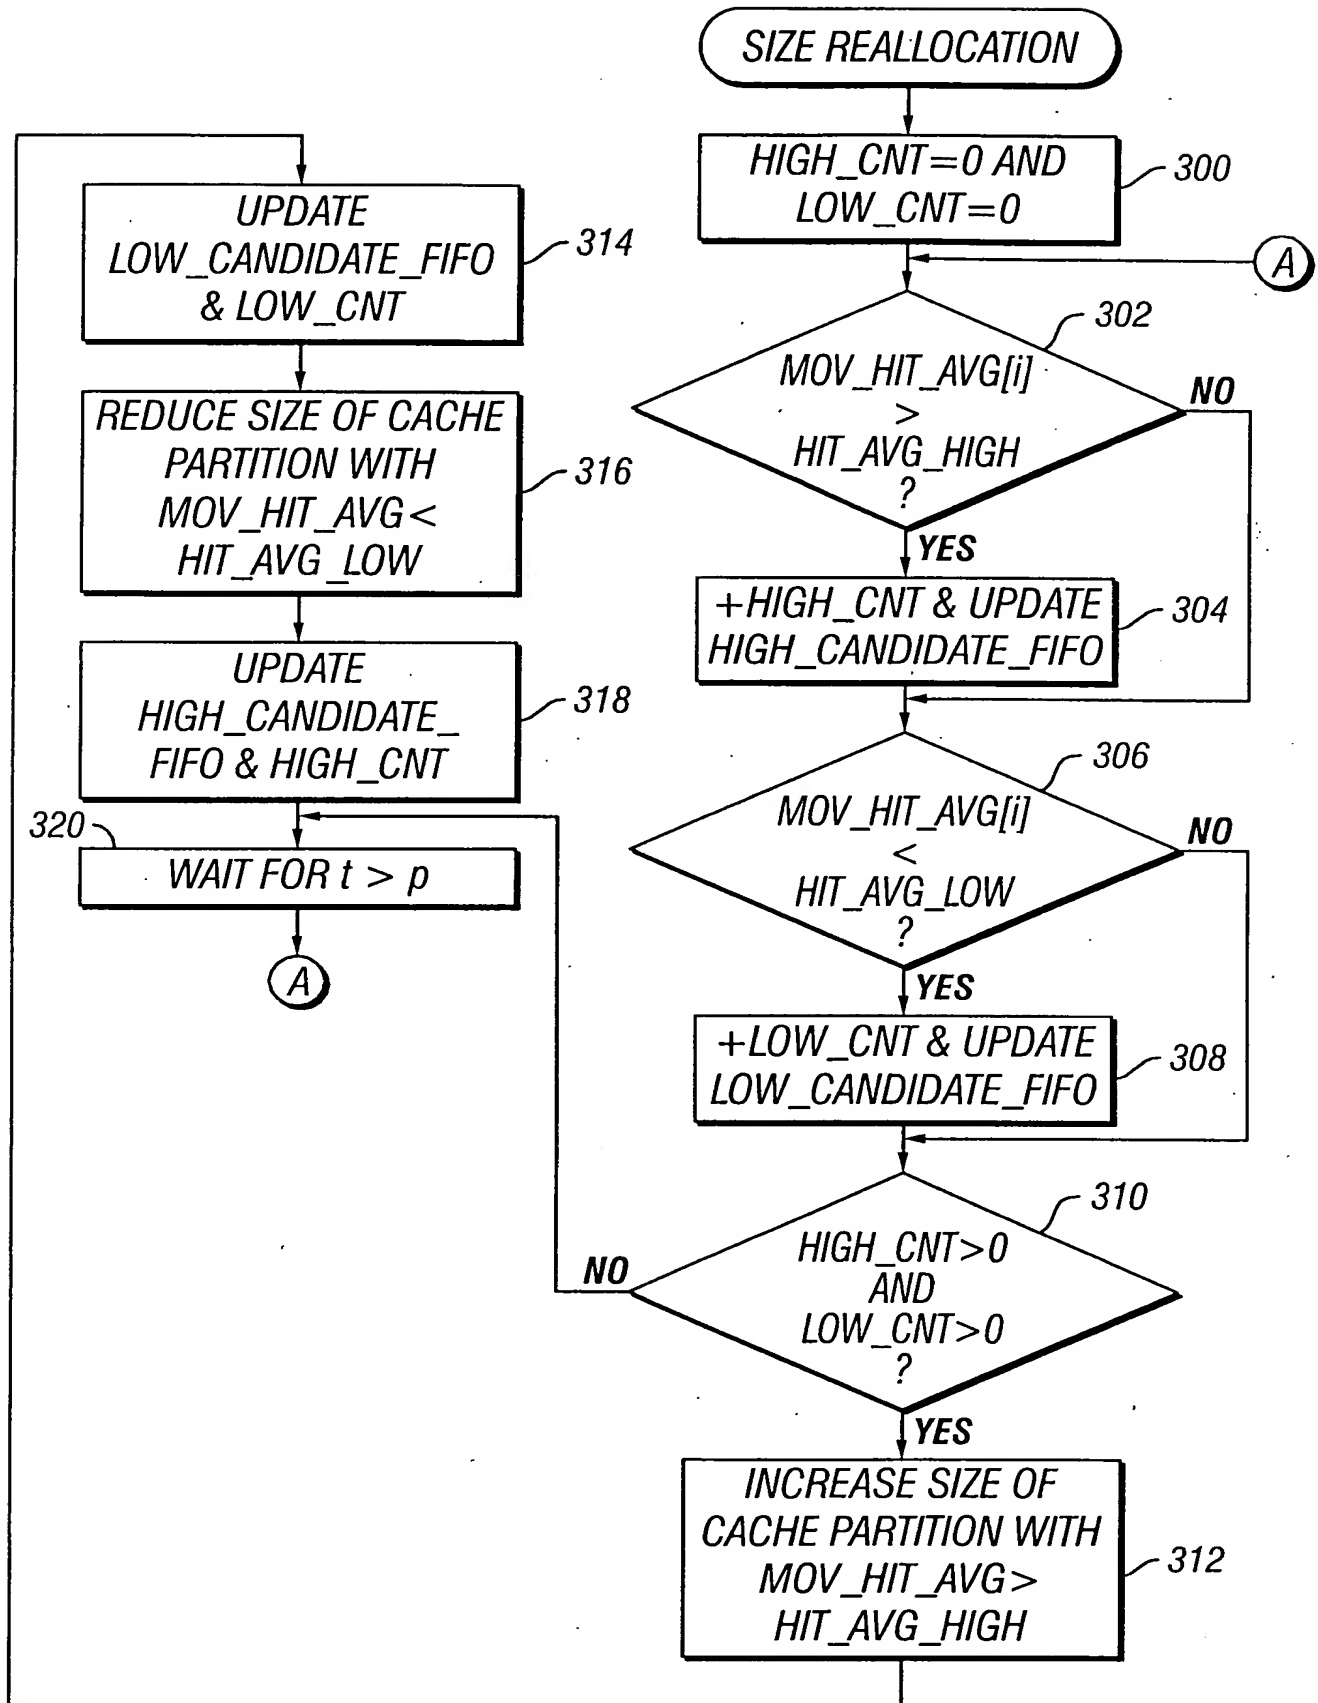 SIZE REALLOCATION
HIGH_CNT=0 AND
LOW_CNT=0
300
A
302
MOV_HIT_AVG[i]
>
HIT_AVG_HIGH
?
NO
YES
+HIGH_CNT & UPDATE
HIGH_CANDIDATE_FIFO
304
306
MOV_HIT_AVG[i]
<
HIT_AVG_LOW
?
NO
YES
+LOW_CNT & UPDATE
LOW_CANDIDATE_FIFO
308
310
HIGH_CNT>0
AND
LOW_CNT>0
?
NO
YES
INCREASE SIZE OF
CACHE PARTITION WITH
MOV_HIT_AVG>
HIT_AVG_HIGH
312
UPDATE
LOW_CANDIDATE_FIFO
& LOW_CNT
314
REDUCE SIZE OF CACHE
PARTITION WITH
MOV_HIT_AVG<
HIT_AVG_LOW
316
UPDATE
HIGH_CANDIDATE_
FIFO & HIGH_CNT
318
320
WAIT FOR t > p
A